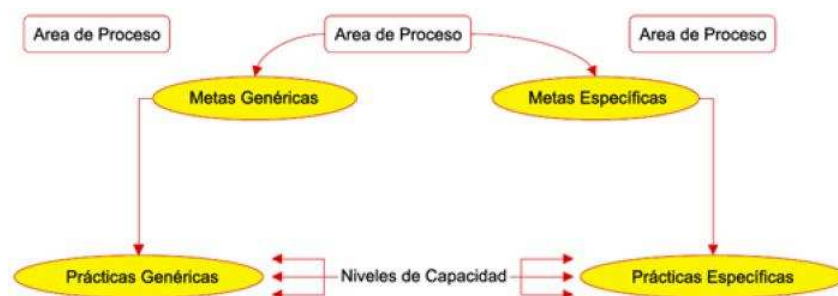 Area de Proceso
Area de Proceso
Area de Proceso
Metas Genéricas
Metas Específicas
Prácticas Genéricas
Niveles de Capacidad
Prácticas Específicas